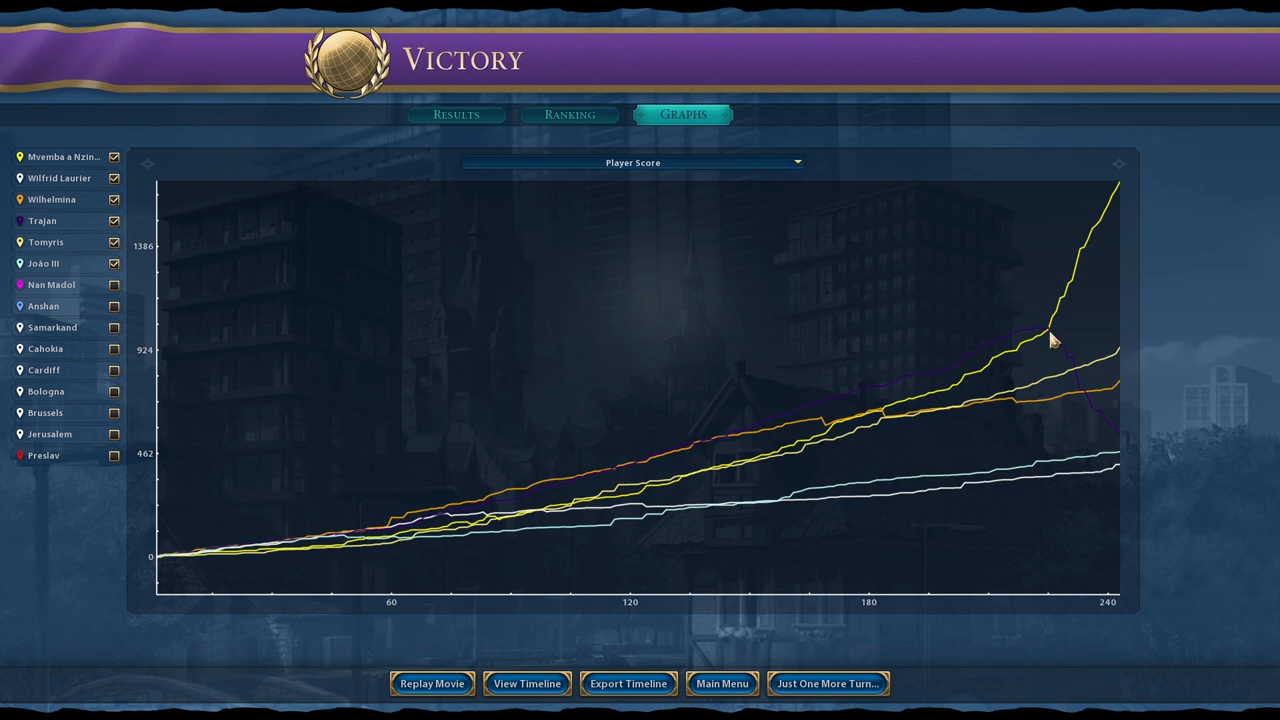 Victory
Results
Ranking
Graphs
Mvemba a Nzin...
Wilfrid Laurier
Wilhelmina
Trajan
Tomyris
João III
Nan Madol
Anshan
Samarkand
Cahokia
Cardiff
Bologna
Brussels
Jerusalem
Preslav
Player Score
1386
924
462
0
60
120
180
240
Replay Movie
View Timeline
Export Timeline
Main Menu
Just One More Turn...